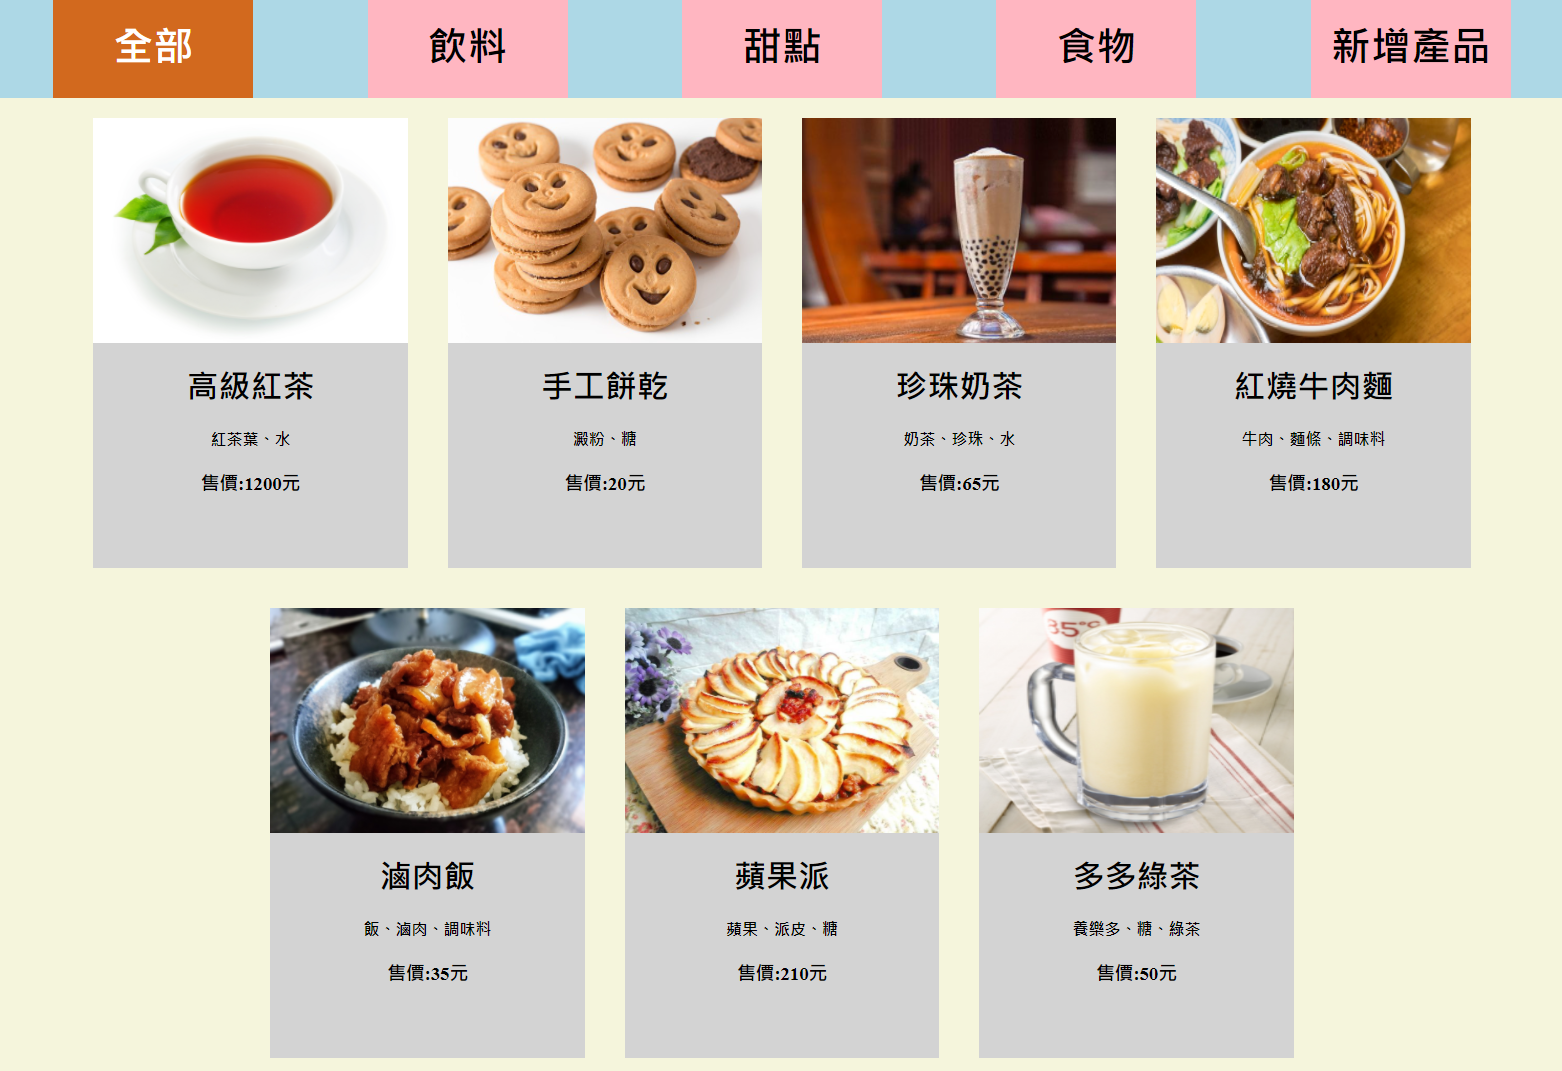 全部
飲料
甜點
食物
新增產品
高級紅茶
紅茶葉、水
售價:1200元
手工餅乾
澱粉、糖
售價:20元
珍珠奶茶
奶茶、珍珠、水
售價:65元
紅燒牛肉麵
牛肉、麵條、調味料
售價:180元
滷肉飯
飯、滷肉、調味料
售價:35元
蘋果派
蘋果、派皮、糖
售價:210元
85°C
多多綠茶
養樂多、糖、綠茶
售價:50元